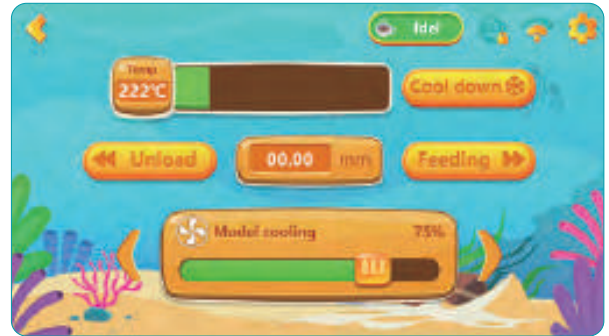 Idel
Temp
222°C
Cool down
Unload
00.00 mm
Feeding
Model cooling
75%